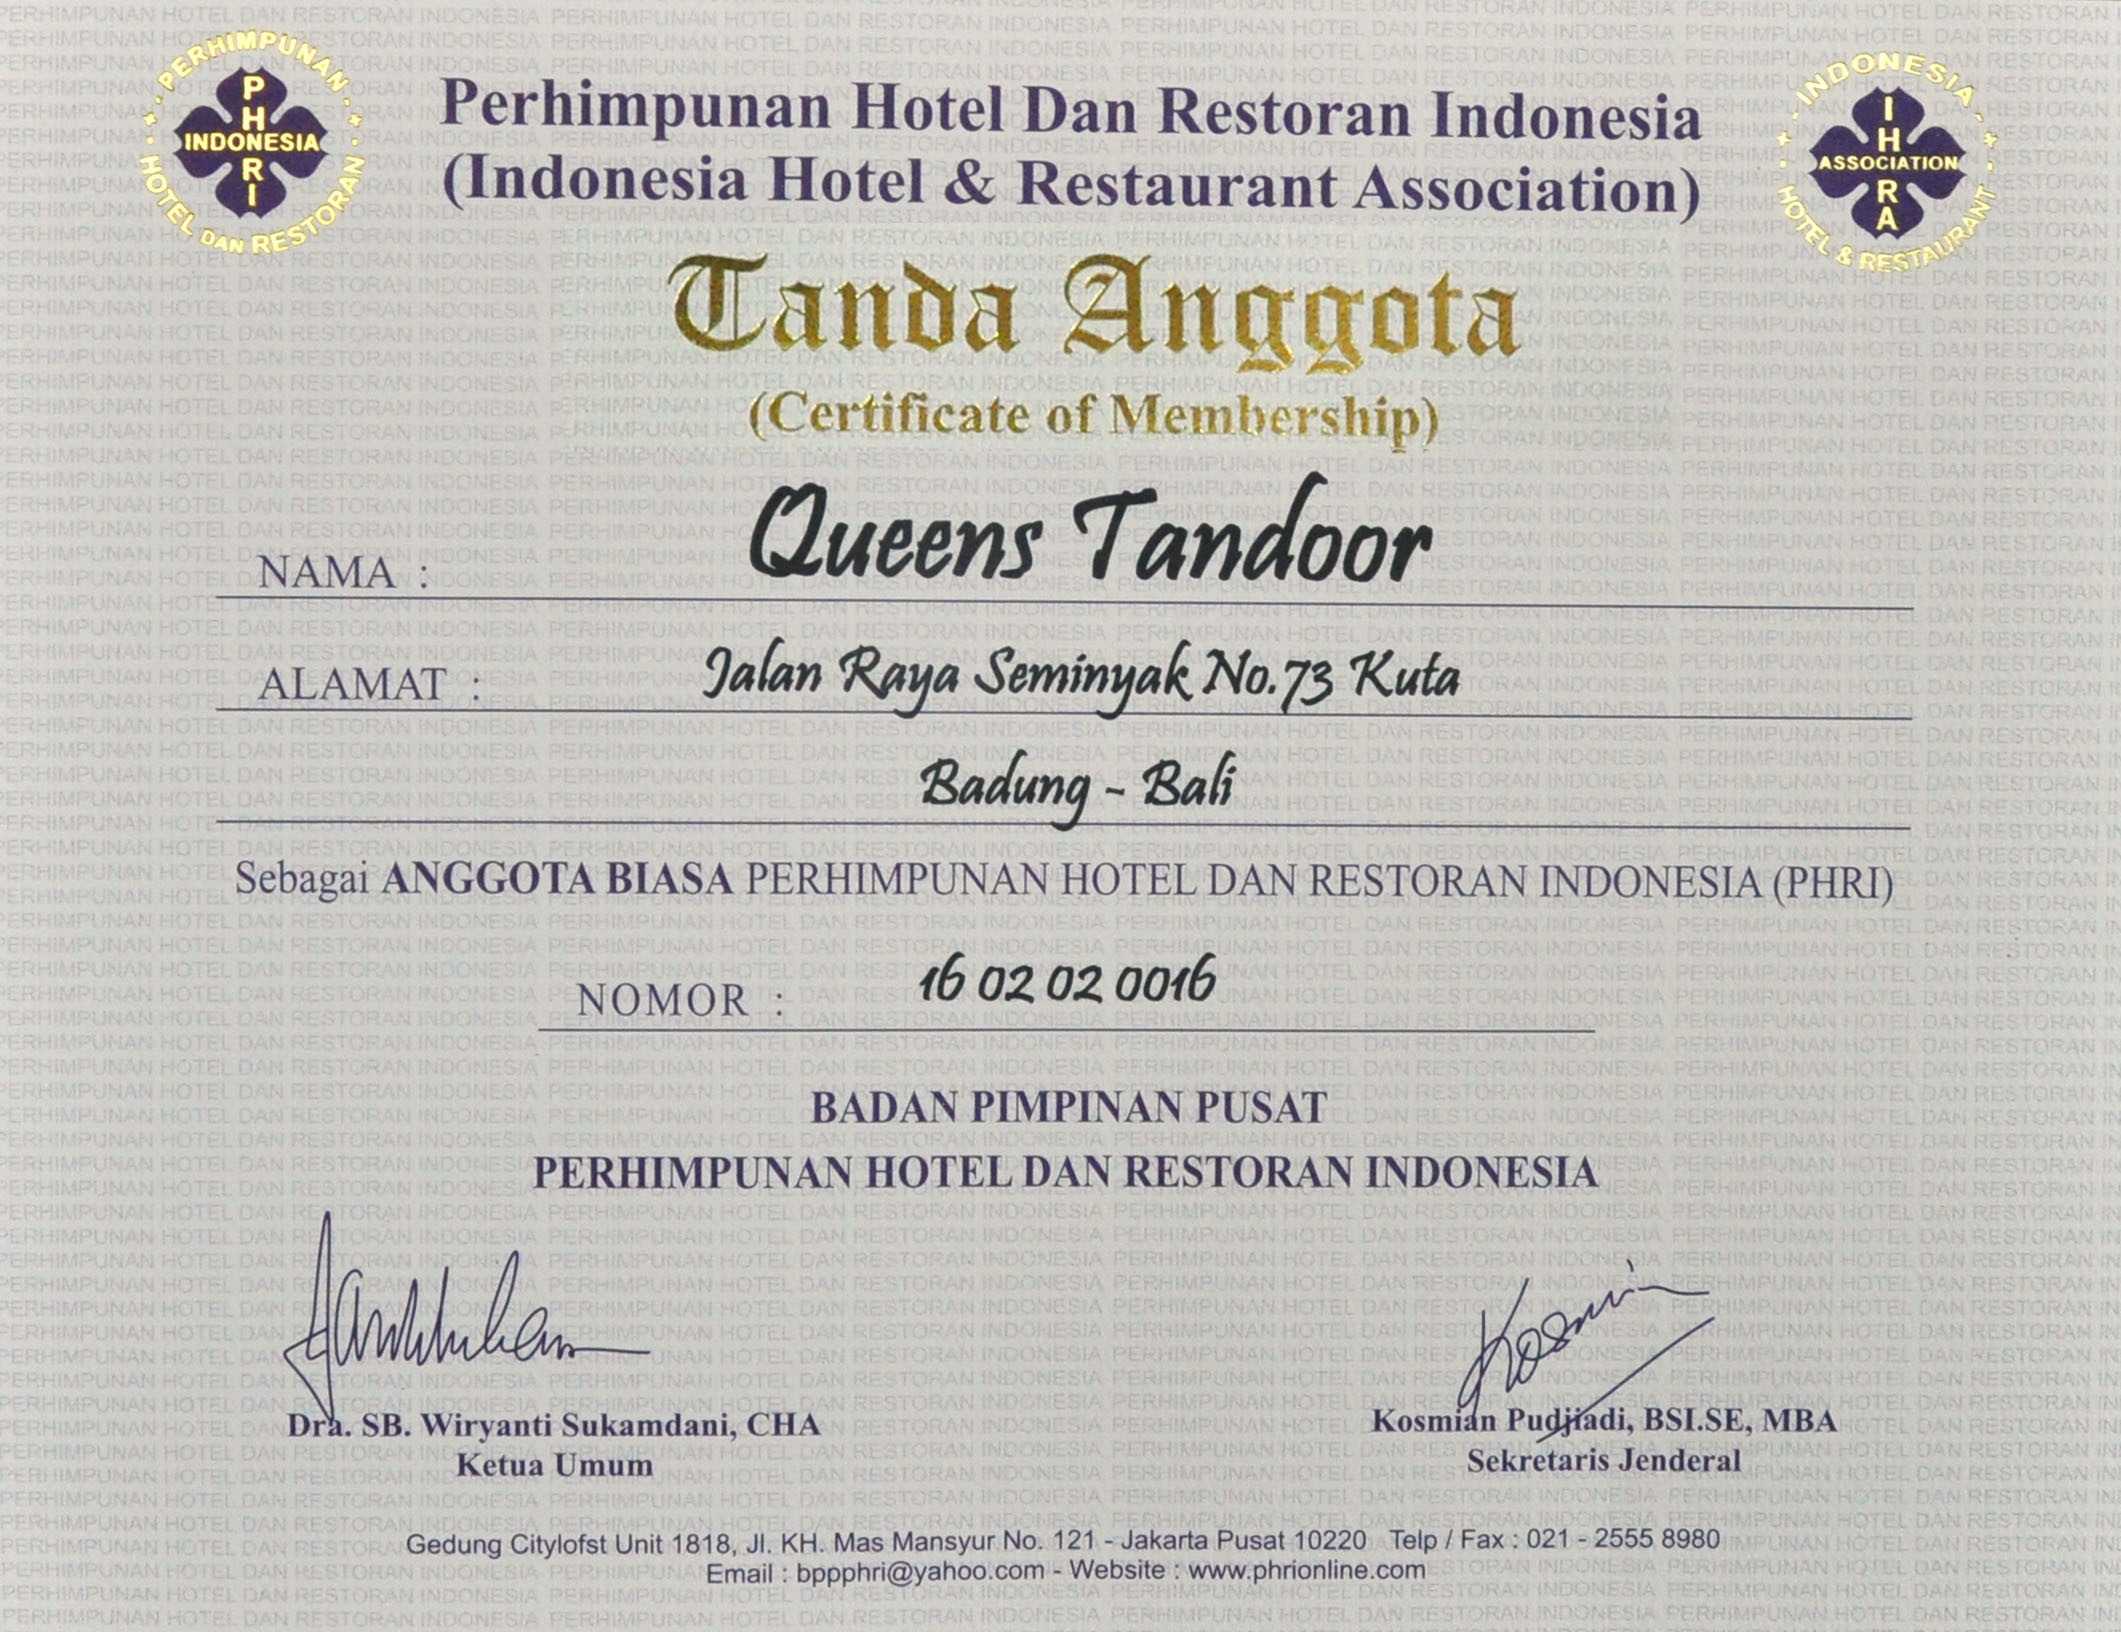 PERHIMPUNAN
PHRI
INDONESIA
HOTEL DAN RESTORAN
INDONESIA
IHRA
ASSOCIATION
HOTEL & RESTAURANT
Perhimpunan Hotel Dan Restoran Indonesia
(Indonesia Hotel & Restaurant Association)
Tanda Anggota
(Certificate of Membership)
NAMA : Queens Tandoor
ALAMAT : Jalan Raya Seminyak No.73 Kuta
Badung - Bali
Sebagai ANGGOTA BIASA PERHIMPUNAN HOTEL DAN RESTORAN INDONESIA (PHRI)
NOMOR : 16 02 02 0016
BADAN PIMPINAN PUSAT
PERHIMPUNAN HOTEL DAN RESTORAN INDONESIA
Dra. SB. Wiryanti Sukamdani, CHA
Ketua Umum
Kosmian Pudjiadi, BSI.SE, MBA
Sekretaris Jenderal
Gedung Citylofst Unit 1818, Jl. KH. Mas Mansyur No. 121 - Jakarta Pusat 10220 Telp / Fax : 021 - 2555 8980
Email : bppphri@yahoo.com - Website : www.phrionline.com